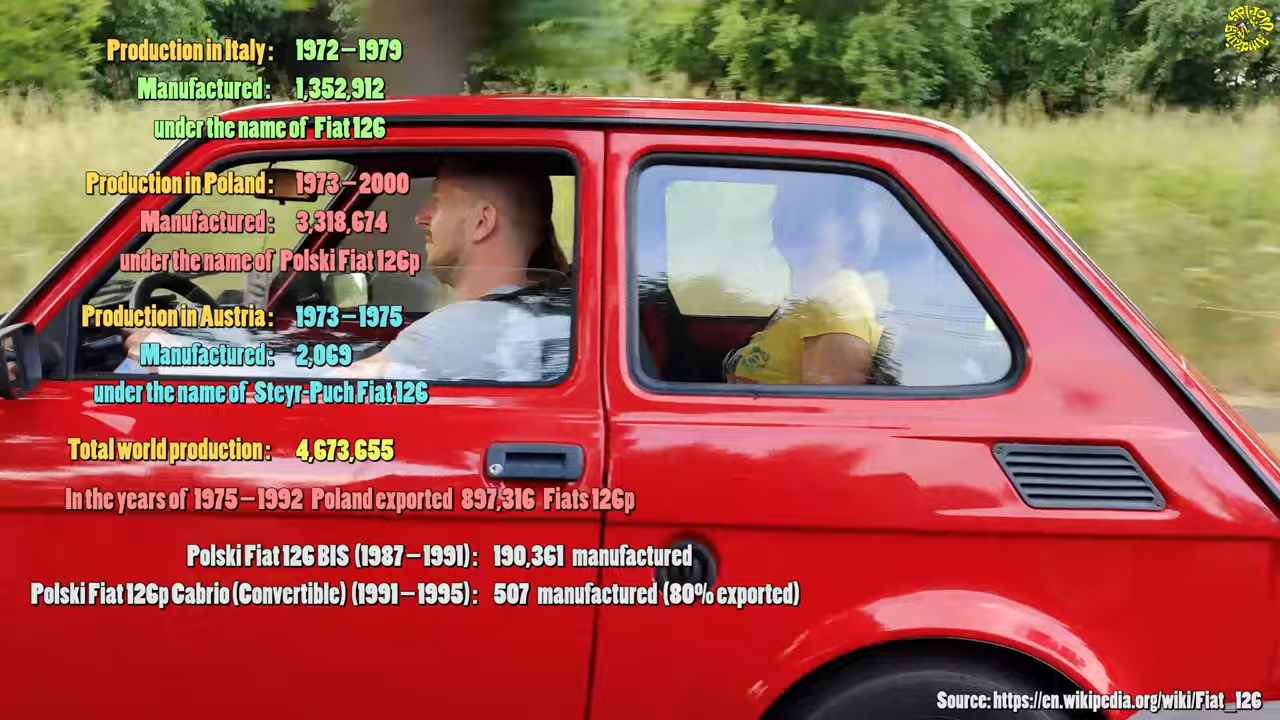 Production in Italy: 1972 – 1979
Manufactured: 1,352,912
under the name of Fiat 126
Production in Poland: 1973 – 2000
Manufactured: 3,318,674
under the name of Polski Fiat 126p
Production in Austria: 1973 – 1975
Manufactured: 2,069
under the name of Steyr-Puch Fiat 126
Total world production: 4,673,655
In the years of 1975 – 1992 Poland exported 897,316 Fiats 126p
Polski Fiat 126 BIS (1987 – 1991): 190,361 manufactured
Polski Fiat 126p Cabrio (Convertible) (1991 – 1995): 507 manufactured (80% exported)
Source: https://en.wikipedia.org/wiki/Fiat_126